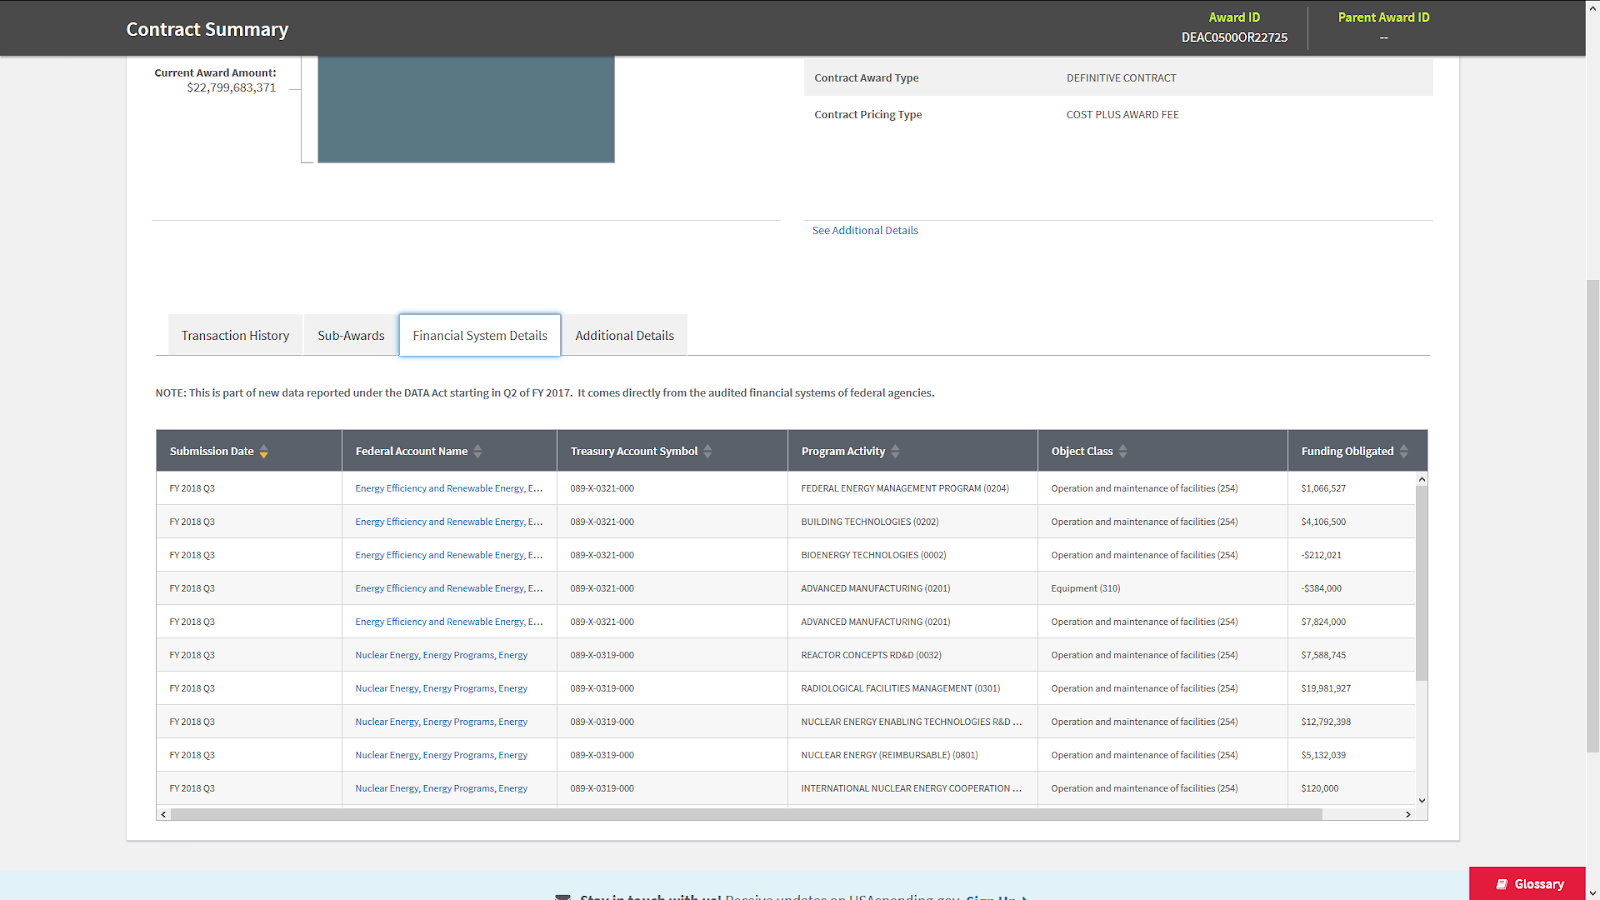 Contract Summary
Award ID
DEAC0500OR22725
Parent Award ID
--
Current Award Amount:
$22,799,683,371
Contract Award Type DEFINITIVE CONTRACT
Contract Pricing Type COST PLUS AWARD FEE
See Additional Details
Transaction History Sub-Awards Financial System Details Additional Details
NOTE: This is part of new data reported under the DATA Act starting in Q2 of FY 2017. It comes directly from the audited financial systems of federal agencies.
Submission Date Federal Account Name Treasury Account Symbol Program Activity Object Class Funding Obligated
FY 2018 Q3 Energy Efficiency and Renewable Energy, E... 089-X-0321-000 FEDERAL ENERGY MANAGEMENT PROGRAM (0204) Operation and maintenance of facilities (254) $1,066,527
FY 2018 Q3 Energy Efficiency and Renewable Energy, E... 089-X-0321-000 BUILDING TECHNOLOGIES (0202) Operation and maintenance of facilities (254) $4,106,500
FY 2018 Q3 Energy Efficiency and Renewable Energy, E... 089-X-0321-000 BIOENERGY TECHNOLOGIES (0002) Operation and maintenance of facilities (254) -$212,021
FY 2018 Q3 Energy Efficiency and Renewable Energy, E... 089-X-0321-000 ADVANCED MANUFACTURING (0201) Equipment (310) -$384,000
FY 2018 Q3 Energy Efficiency and Renewable Energy, E... 089-X-0321-000 ADVANCED MANUFACTURING (0201) Operation and maintenance of facilities (254) $7,824,000
FY 2018 Q3 Nuclear Energy, Energy Programs, Energy 089-X-0319-000 REACTOR CONCEPTS RD&D (0032) Operation and maintenance of facilities (254) $7,588,745
FY 2018 Q3 Nuclear Energy, Energy Programs, Energy 089-X-0319-000 RADIOLOGICAL FACILITIES MANAGEMENT (0301) Operation and maintenance of facilities (254) $19,981,927
FY 2018 Q3 Nuclear Energy, Energy Programs, Energy 089-X-0319-000 NUCLEAR ENERGY ENABLING TECHNOLOGIES R&D ... Operation and maintenance of facilities (254) $12,792,398
FY 2018 Q3 Nuclear Energy, Energy Programs, Energy 089-X-0319-000 NUCLEAR ENERGY (REIMBURSABLE) (0801) Operation and maintenance of facilities (254) $5,132,039
FY 2018 Q3 Nuclear Energy, Energy Programs, Energy 089-X-0319-000 INTERNATIONAL NUCLEAR ENERGY COOPERATION ... Operation and maintenance of facilities (254) $120,000
Stay in touch with us! Receive updates on USAspending.gov Sign Up
Glossary